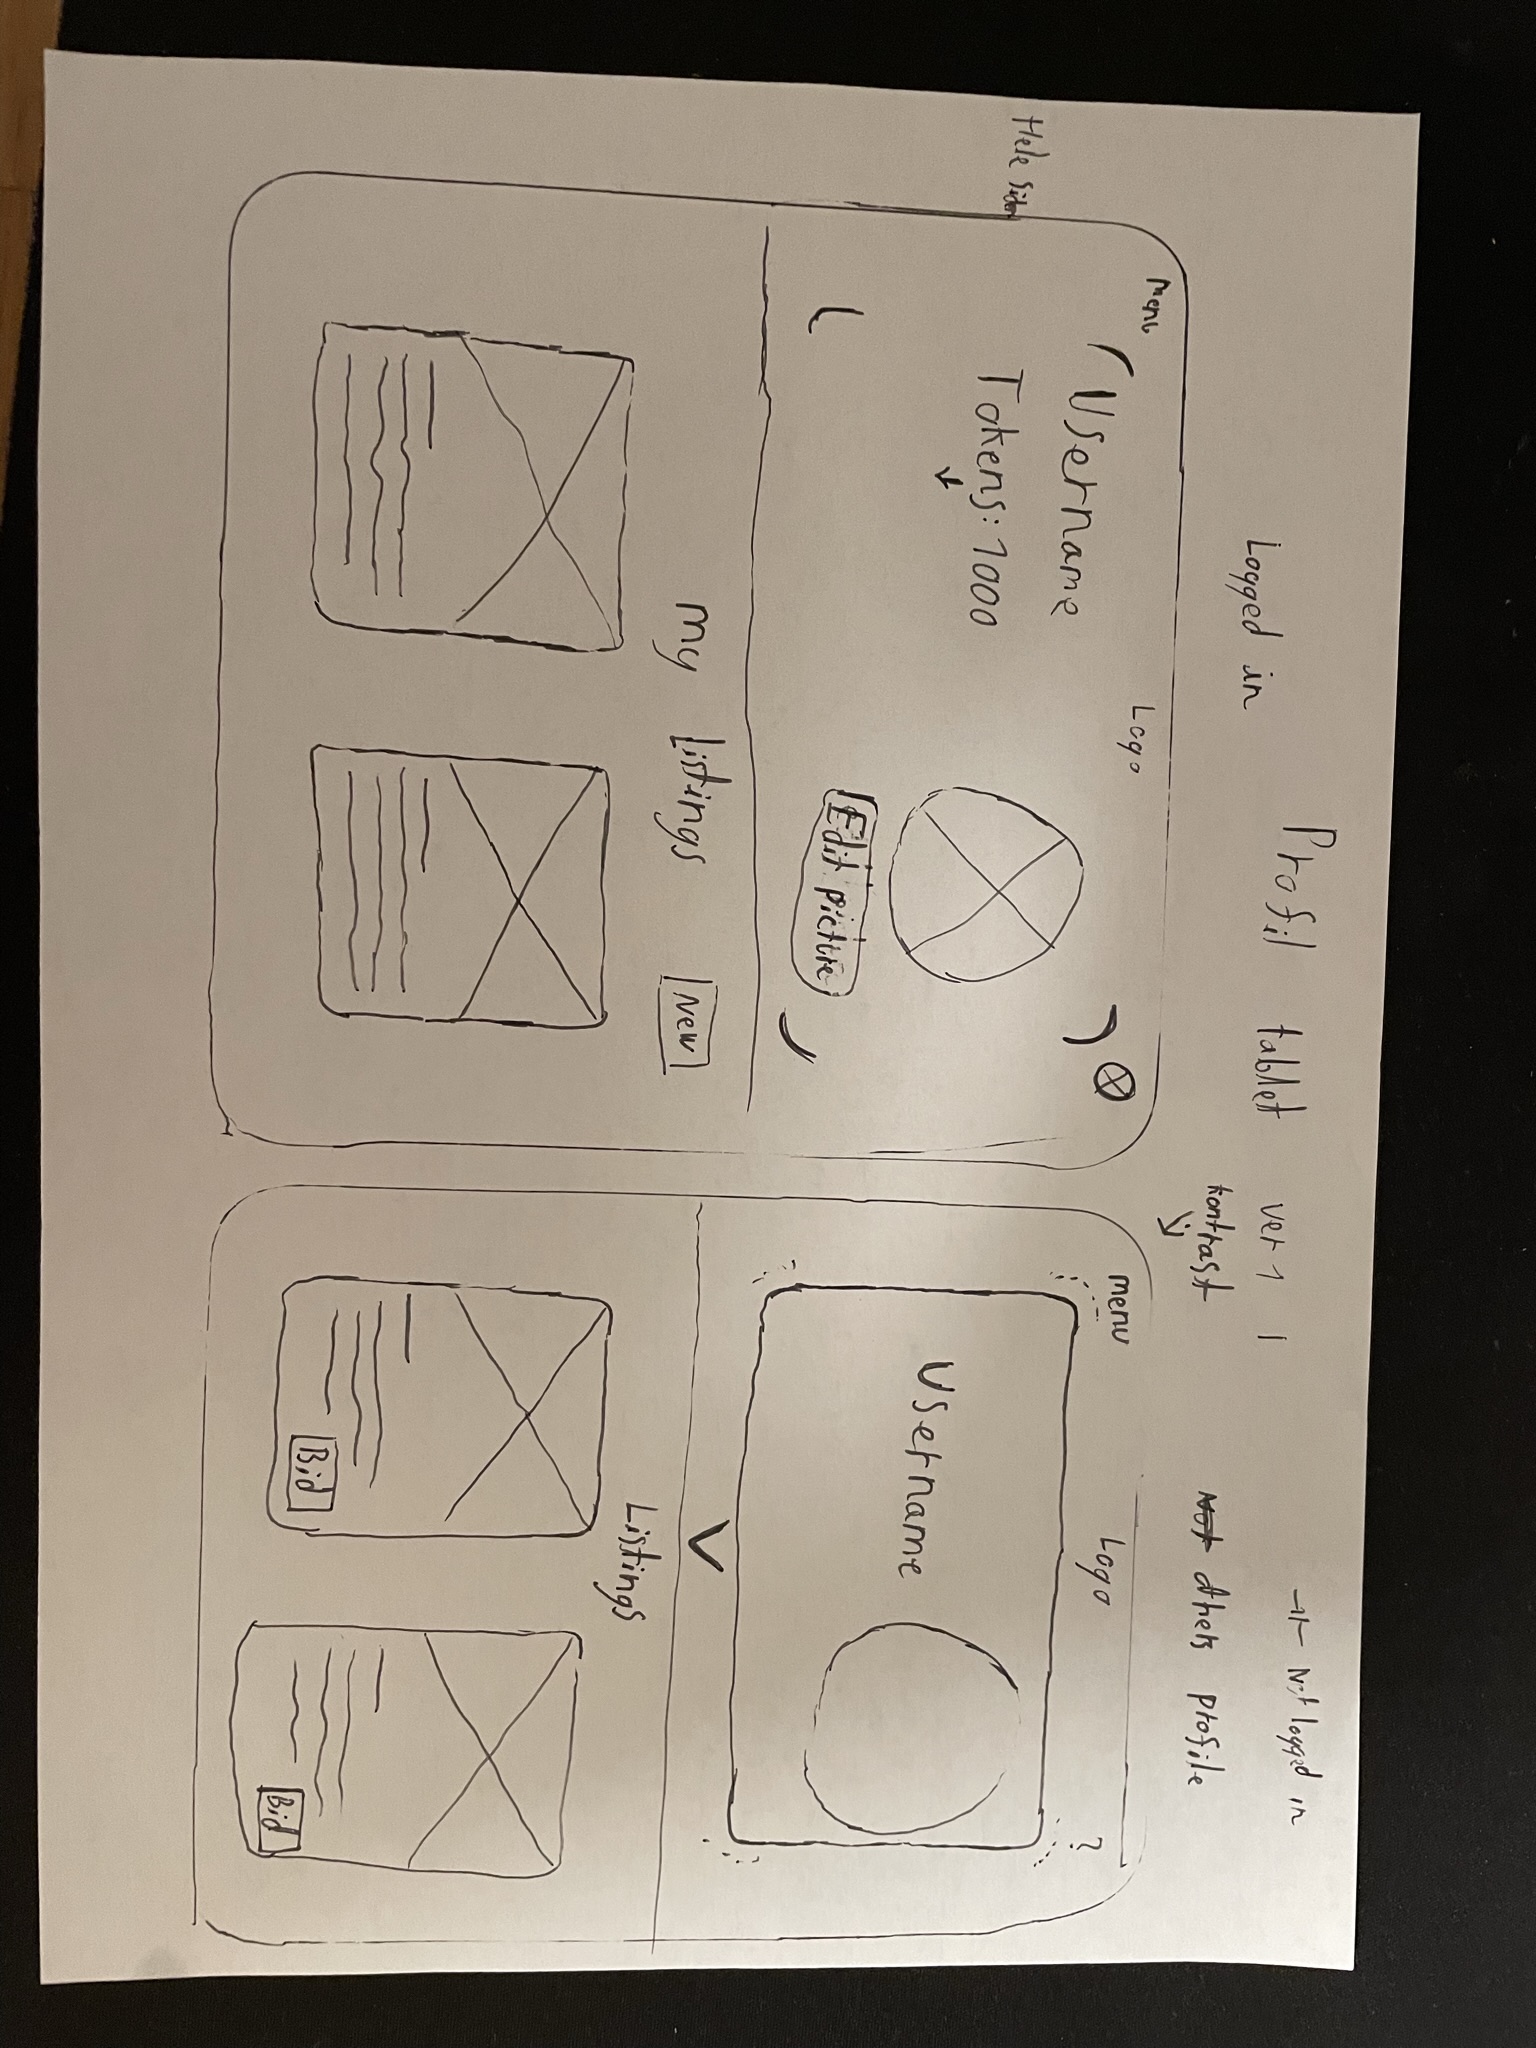 Profil tablet ver 1
Logged in
Not logged in
kontrast
Not others profile
Hele siden
menu
Logo
Username
Tokens: 1000
Edit picture
my Listings
New
menu
Logo
?
Username
Listings
Bid
Bid